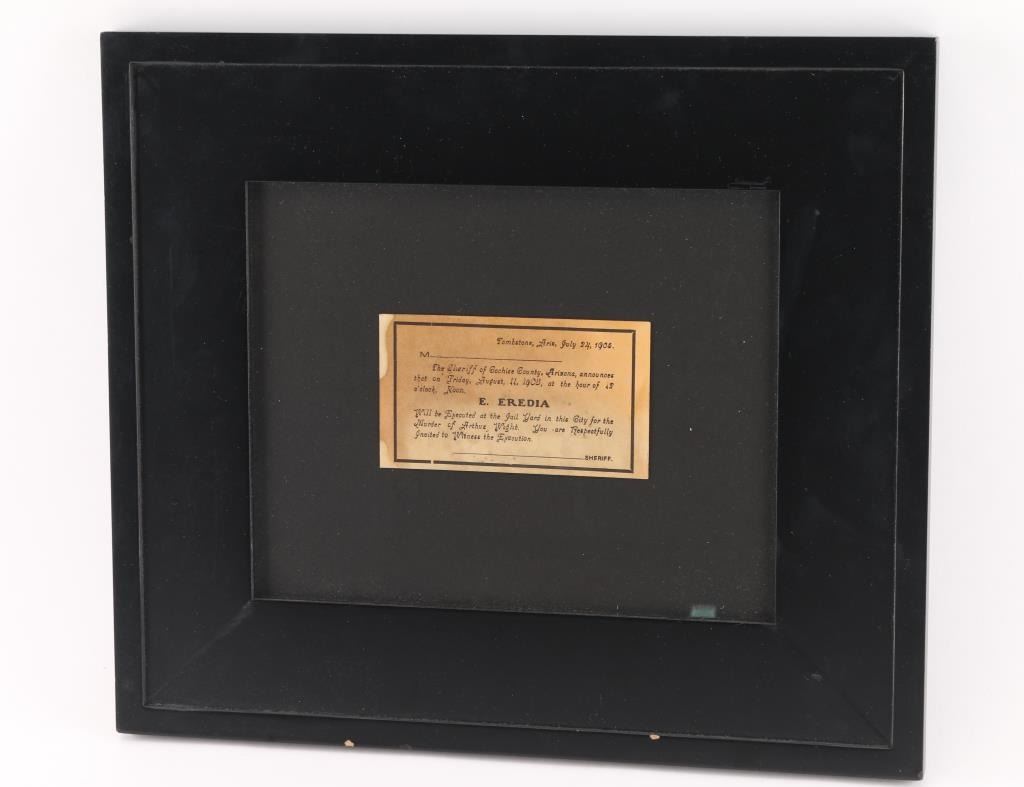 Tombstone, Ariz, July 24, 1905.
M
The Sheriff of Cochise County, Arizona, announces
that on Friday, August, 11, 1905, at the hour of 12
o'clock, Noon.
E. EREDIA
Will be Executed at the Jail Yard in this City for the
Murder of Arthur Wight. You are Respectfully
Invited to Witness the Execution.
SHERIFF.